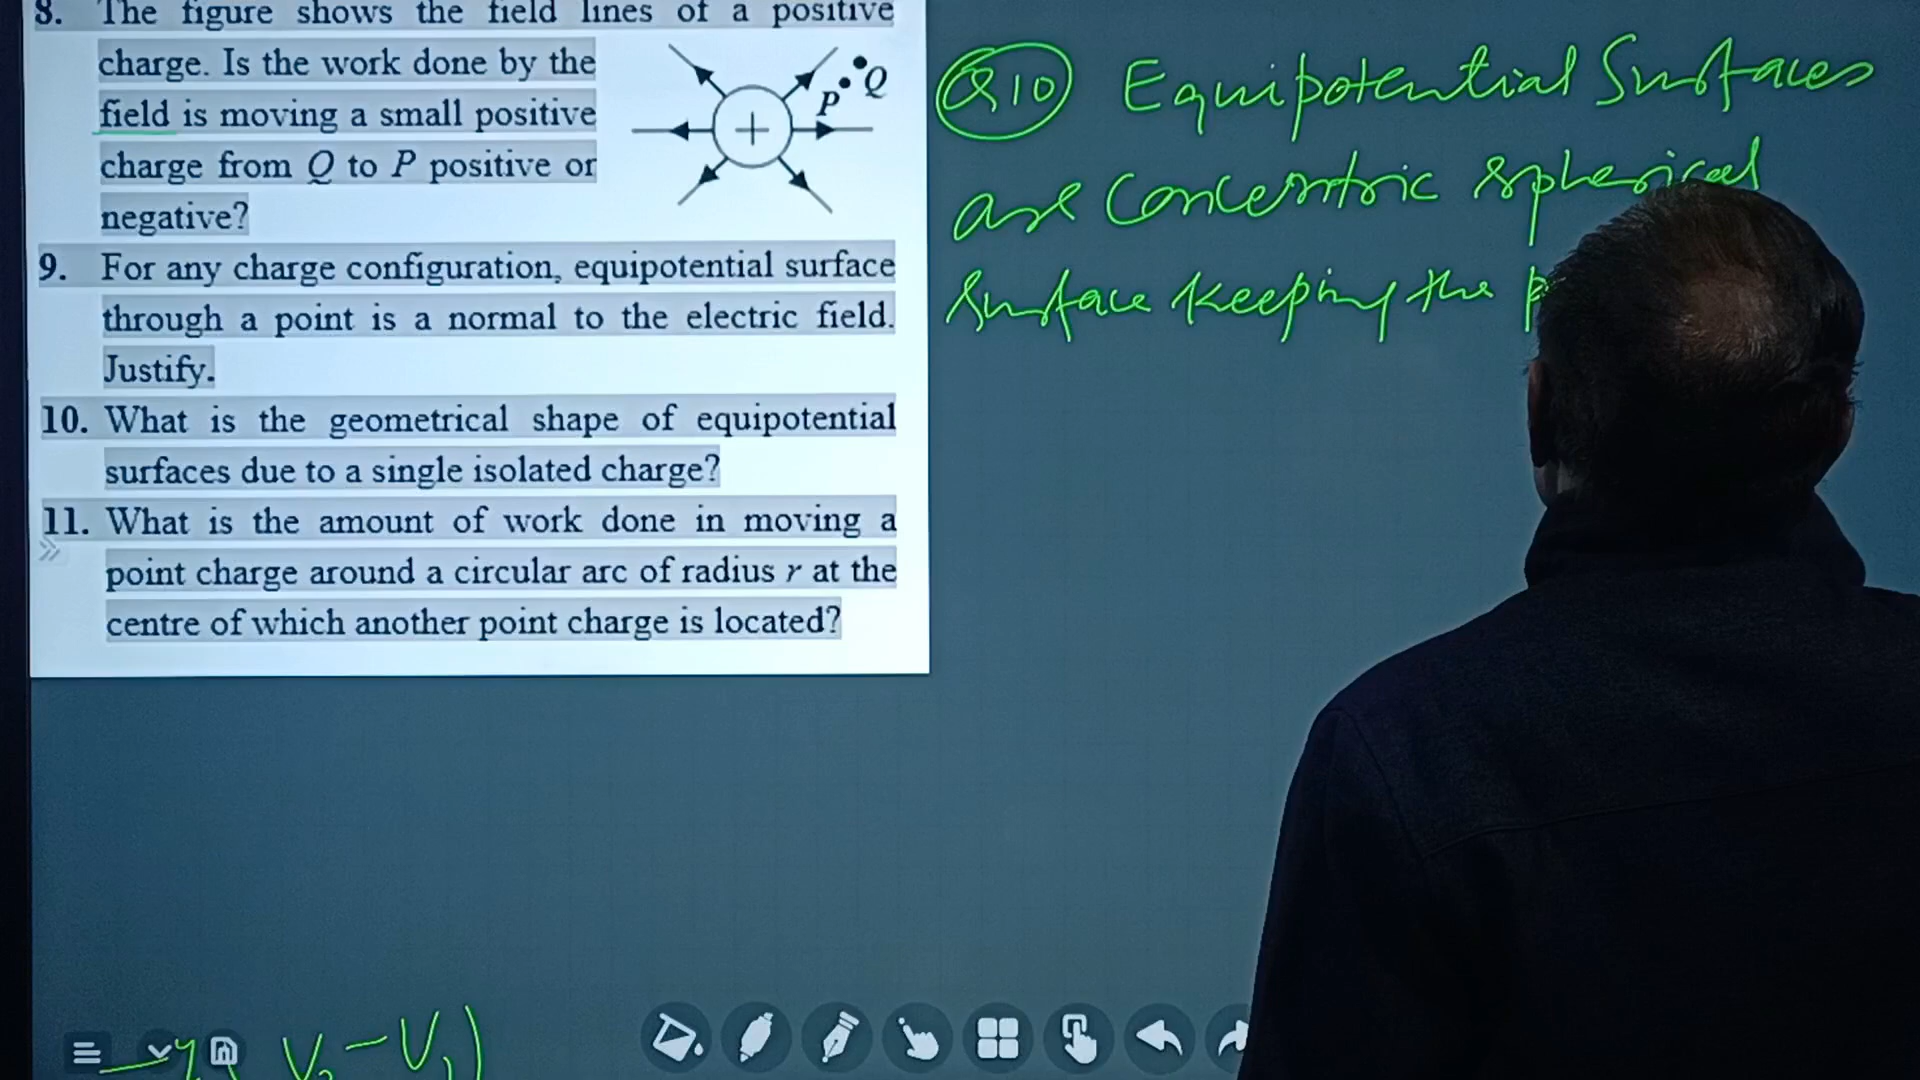 8. The figure shows the field lines of a positive
charge. Is the work done by the
field is moving a small positive
charge from Q to P positive or
negative?
+
P
Q
9. For any charge configuration, equipotential surface
through a point is a normal to the electric field.
Justify.
10. What is the geometrical shape of equipotential
surfaces due to a single isolated charge?
11. What is the amount of work done in moving a
point charge around a circular arc of radius r at the
centre of which another point charge is located?
Q10 Equipotential Surfaces
are concentric spherical
surface keeping the
V₂-V₁)